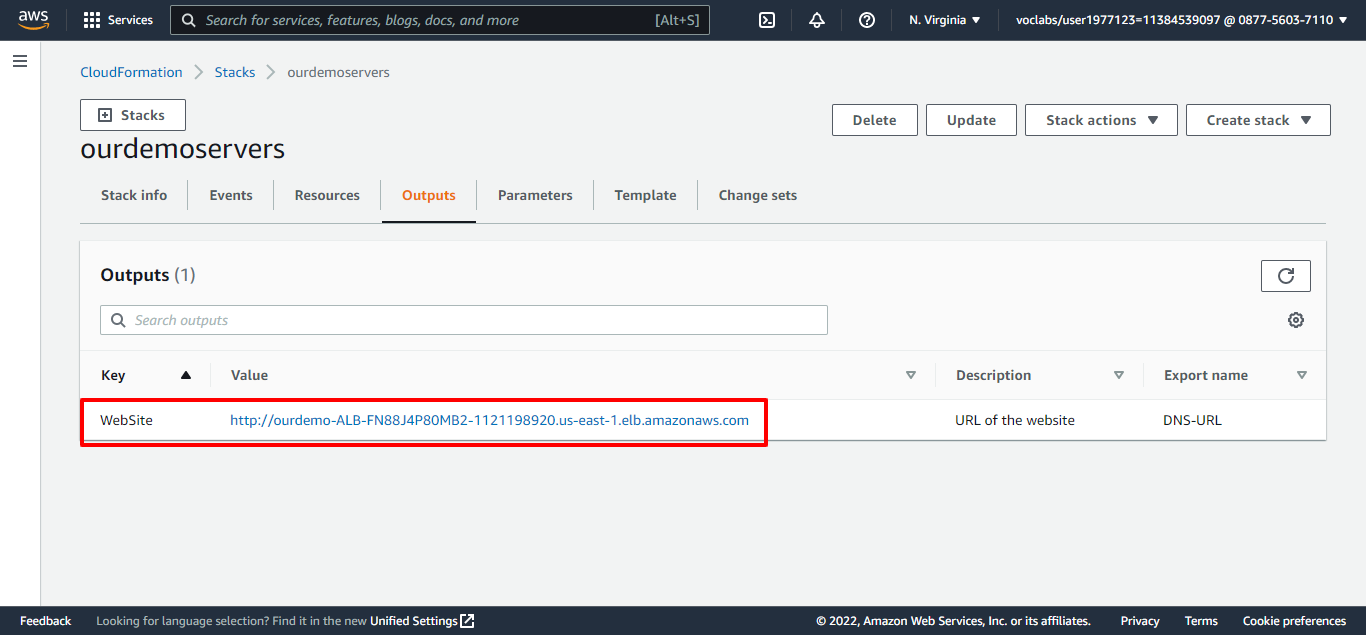 aws Services Search for services, features, blogs, docs, and more [Alt+S] N. Virginia voclabs/user1977123=11384539097 @ 0877-5603-7110
CloudFormation Stacks ourdemoservers
Stacks
Delete Update Stack actions Create stack
ourdemoservers
Stack info Events Resources Outputs Parameters Template Change sets
Outputs (1)
Search outputs
Key Value Description Export name
WebSite http://ourdemo-ALB-FN88J4P80MB2-1121198920.us-east-1.elb.amazonaws.com URL of the website DNS-URL
Feedback Looking for language selection? Find it in the new Unified Settings © 2022, Amazon Web Services, Inc. or its affiliates. Privacy Terms Cookie preferences